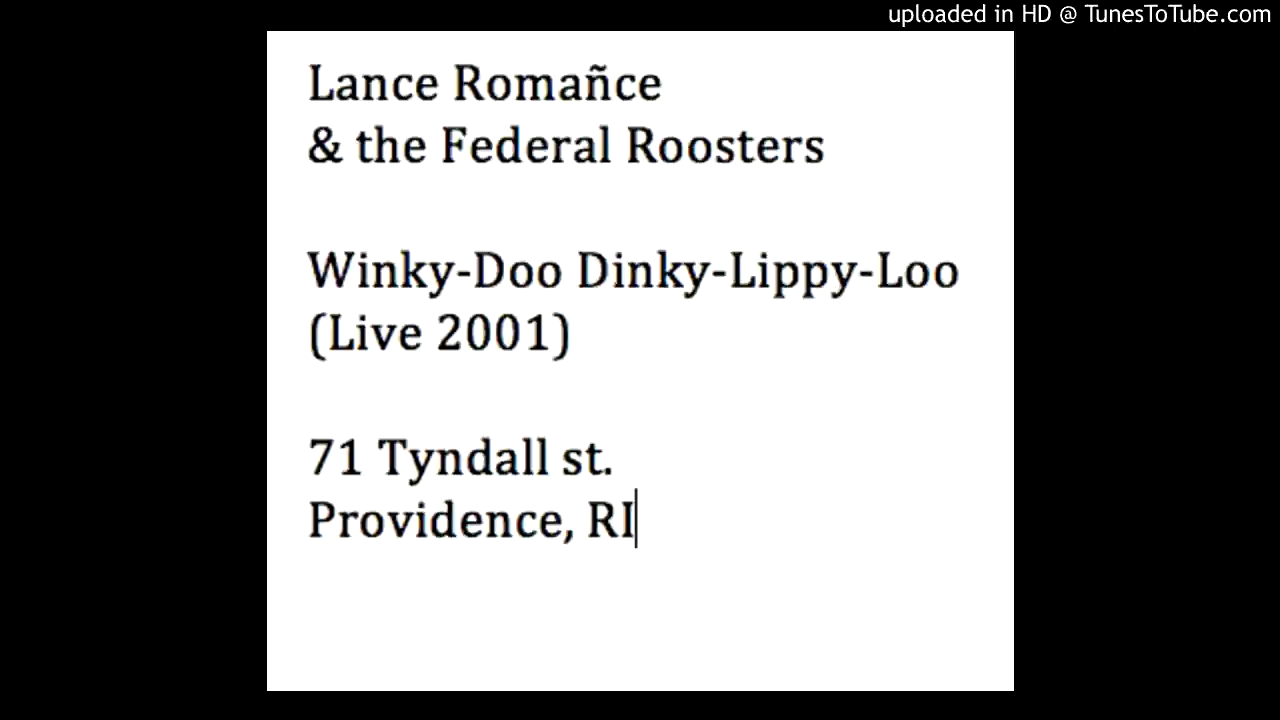 uploaded in HD @ TunesToTube.com
Lance Romañce
& the Federal Roosters
Winky-Doo Dinky-Lippy-Loo
(Live 2001)
71 Tyndall st.
Providence, RI